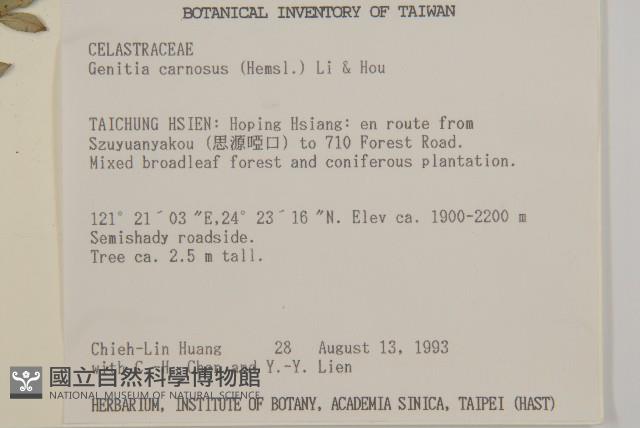 BOTANICAL INVENTORY OF TAIWAN
CELASTRACEAE
Genitia carnosus (Hemsl.) Li & Hou
TAICHUNG HSIEN: Hoping Hsiang: en route from
Szuyuanyakou (思源啞口) to 710 Forest Road.
Mixed broadleaf forest and coniferous plantation.
121° 21´03 "E,24° 23´16 "N. Elev ca. 1900-2200 m
Semishady roadside.
Tree ca. 2.5 m tall.
Chieh-Lin Huang 28 August 13, 1993
with C.-H. Chen and Y.-Y. Lien
國立自然科學博物館
NATIONAL MUSEUM OF NATURAL SCIENCE
HERBARIUM, INSTITUTE OF BOTANY, ACADEMIA SINICA, TAIPEI (HAST)